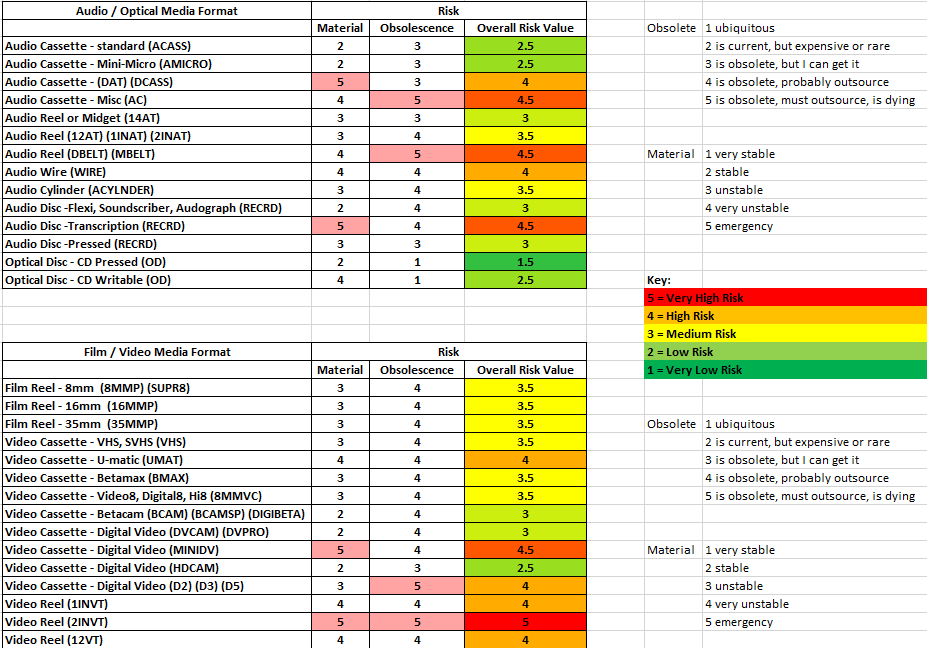 Audio / Optical Media Format Risk
Material Obsolescence Overall Risk Value Obsolete 1 ubiquitous
Audio Cassette - standard (ACASS) 2 3 2.5 2 is current, but expensive or rare
Audio Cassette - Mini-Micro (AMICRO) 2 3 2.5 3 is obsolete, but I can get it
Audio Cassette - (DAT) (DCASS) 5 3 4 4 is obsolete, probably outsource
Audio Cassette - Misc (AC) 4 5 4.5 5 is obsolete, must outsource, is dying
Audio Reel or Midget (14AT) 3 3 3
Audio Reel (12AT) (1INAT) (2INAT) 3 4 3.5
Audio Reel (DBELT) (MBELT) 4 5 4.5 Material 1 very stable
Audio Wire (WIRE) 4 4 4 2 stable
Audio Cylinder (ACYLNDER) 3 4 3.5 3 unstable
Audio Disc -Flexi, Soundscriber, Audograph (RECRD) 2 4 3 4 very unstable
Audio Disc -Transcription (RECRD) 5 4 4.5 5 emergency
Audio Disc -Pressed (RECRD) 3 3 3
Optical Disc - CD Pressed (OD) 2 1 1.5
Optical Disc - CD Writable (OD) 4 1 2.5 Key:
5 = Very High Risk
4 = High Risk
3 = Medium Risk
Film / Video Media Format Risk 2 = Low Risk
Material Obsolescence Overall Risk Value 1 = Very Low Risk
Film Reel - 8mm (8MMP) (SUPR8) 3 4 3.5
Film Reel - 16mm (16MMP) 3 4 3.5
Film Reel - 35mm (35MMP) 3 4 3.5 Obsolete 1 ubiquitous
Video Cassette - VHS, SVHS (VHS) 3 4 3.5 2 is current, but expensive or rare
Video Cassette - U-matic (UMAT) 4 4 4 3 is obsolete, but I can get it
Video Cassette - Betamax (BMAX) 3 4 3.5 4 is obsolete, probably outsource
Video Cassette - Video8, Digital8, Hi8 (8MMVC) 3 4 3.5 5 is obsolete, must outsource, is dying
Video Cassette - Betacam (BCAM) (BCAMSP) (DIGIBETA) 2 4 3
Video Cassette - Digital Video (DVCAM) (DVPRO) 2 4 3
Video Cassette - Digital Video (MINIDV) 5 4 4.5 Material 1 very stable
Video Cassette - Digital Video (HDCAM) 2 3 2.5 2 stable
Video Cassette - Digital Video (D2) (D3) (D5) 3 5 4 3 unstable
Video Reel (1INVT) 4 4 4 4 very unstable
Video Reel (2INVT) 5 5 5 5 emergency
Video Reel (12VT) 4 4 4